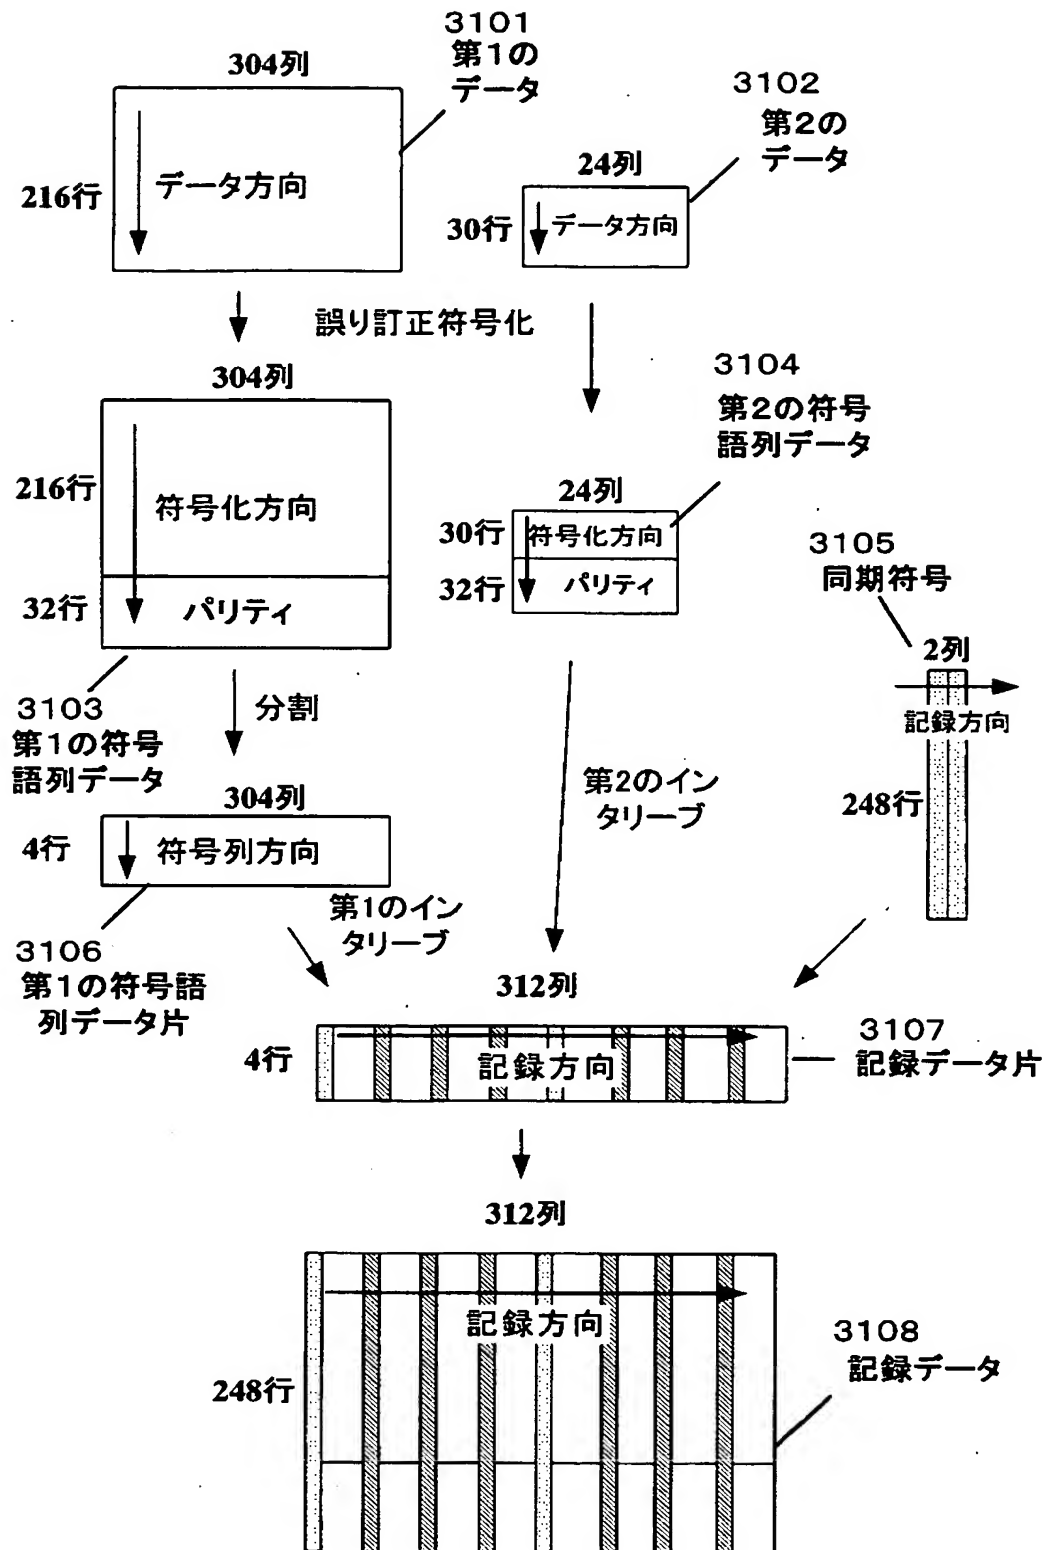 3101
第1の
データ
304列
3102
第2の
データ
216行
データ方向
24列
30行
データ方向
誤り訂正符号化
304列
3104
第2の符号
語列データ
216行
符号化方向
24列
30行
符号化方向
3105
同期符号
32行
パリティ
32行
パリティ
2列
記録方向
3103
第1の符号
語列データ
分割
248行
304列
第2のイン
タリーブ
4行
符号列方向
第1のイン
タリーブ
3106
第1の符号語
列データ片
312列
4行
記録方向
3107
記録データ片
312列
記録方向
3108
記録データ
248行